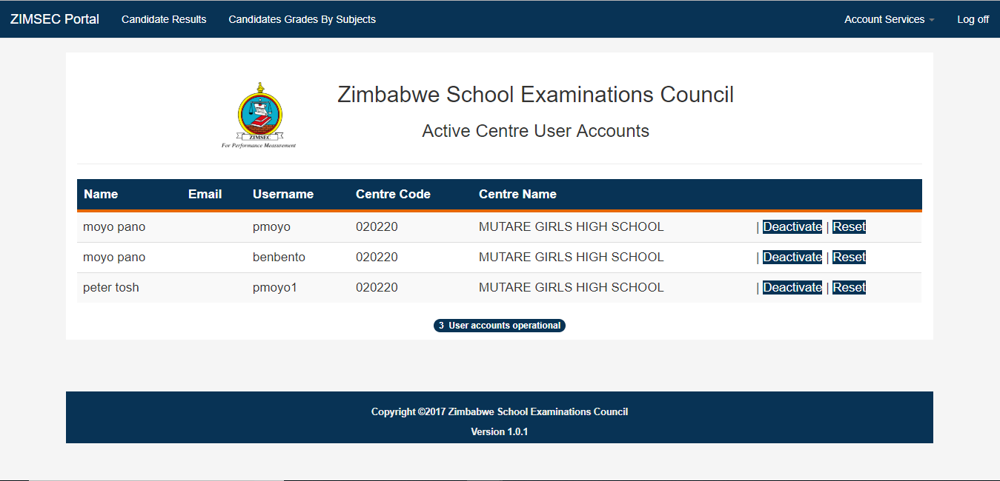 ZIMSEC Portal Candidate Results Candidates Grades By Subjects Account Services Log off
Zimbabwe School Examinations Council
Active Centre User Accounts
ZIMSEC
For Performance Measurement
Name Email Username Centre Code Centre Name
moyo pano pmoyo 020220 MUTARE GIRLS HIGH SCHOOL | Deactivate | Reset
moyo pano benbento 020220 MUTARE GIRLS HIGH SCHOOL | Deactivate | Reset
peter tosh pmoyo1 020220 MUTARE GIRLS HIGH SCHOOL | Deactivate | Reset
3 User accounts operational
Copyright ©2017 Zimbabwe School Examinations Council
Version 1.0.1